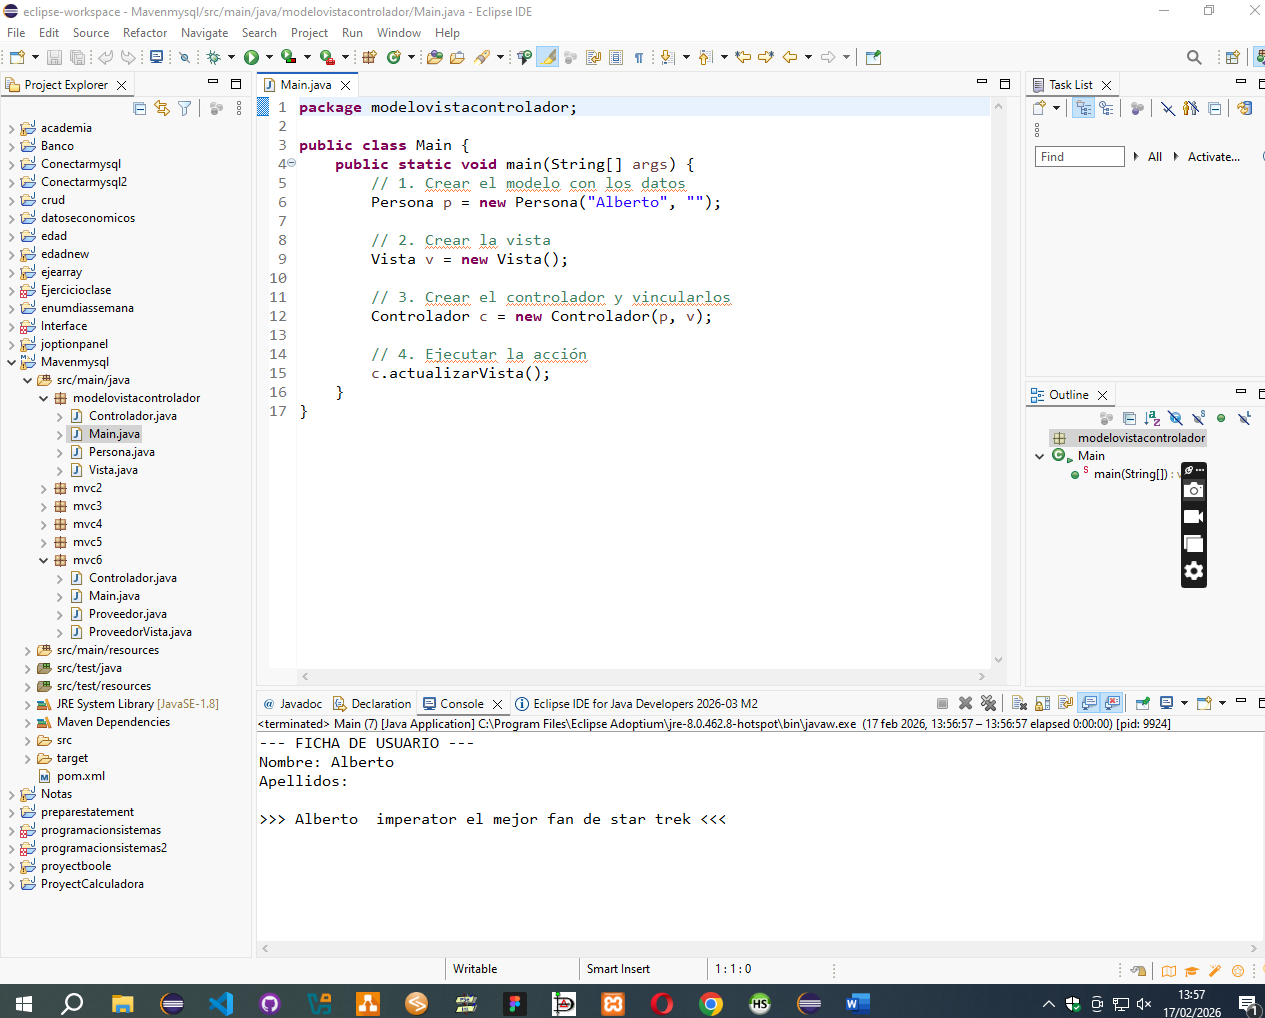 eclipse-workspace - Mavenmysql/src/main/java/modelovistacontrolador/Main.java - Eclipse IDE
File Edit Source Refactor Navigate Search Project Run Window Help
Project Explorer
academia
Banco
Conectarmysql
Conectarmysql2
crud
datoseconomicos
edad
edadnew
ejearray
Ejercicioclase
enumdiassemana
Interface
joptionpanel
Mavenmysql
src/main/java
modelovistacontrolador
Controlador.java
Main.java
Persona.java
Vista.java
mvc2
mvc3
mvc4
mvc5
mvc6
Controlador.java
Main.java
Proveedor.java
ProveedorVista.java
src/main/resources
src/test/java
src/test/resources
JRE System Library [JavaSE-1.8]
Maven Dependencies
src
target
pom.xml
Notas
preparestatement
programacionsistemas
programacionsistemas2
proyectboole
ProyectCalculadora
Main.java
1 package modelovistacontrolador;
2
3 public class Main {
4 public static void main(String[] args) {
5 // 1. Crear el modelo con los datos
6 Persona p = new Persona("Alberto", "");
7
8 // 2. Crear la vista
9 Vista v = new Vista();
10
11 // 3. Crear el controlador y vincularlos
12 Controlador c = new Controlador(p, v);
13
14 // 4. Ejecutar la acción
15 c.actualizarVista();
16 }
17 }
Task List
Find All Activate...
Outline
modelovistacontrolador
Main
main(String[]) :
Javadoc Declaration Console Eclipse IDE for Java Developers 2026-03 M2
<terminated> Main (7) [Java Application] C:\Program Files\Eclipse Adoptium\jre-8.0.462.8-hotspot\bin\javaw.exe (17 feb 2026, 13:56:57 – 13:56:57 elapsed 0:00:00) [pid: 9924]
--- FICHA DE USUARIO ---
Nombre: Alberto
Apellidos:
>>> Alberto  imperator el mejor fan de star trek <<<
Writable Smart Insert 1 : 1 : 0
13:57
17/02/2026